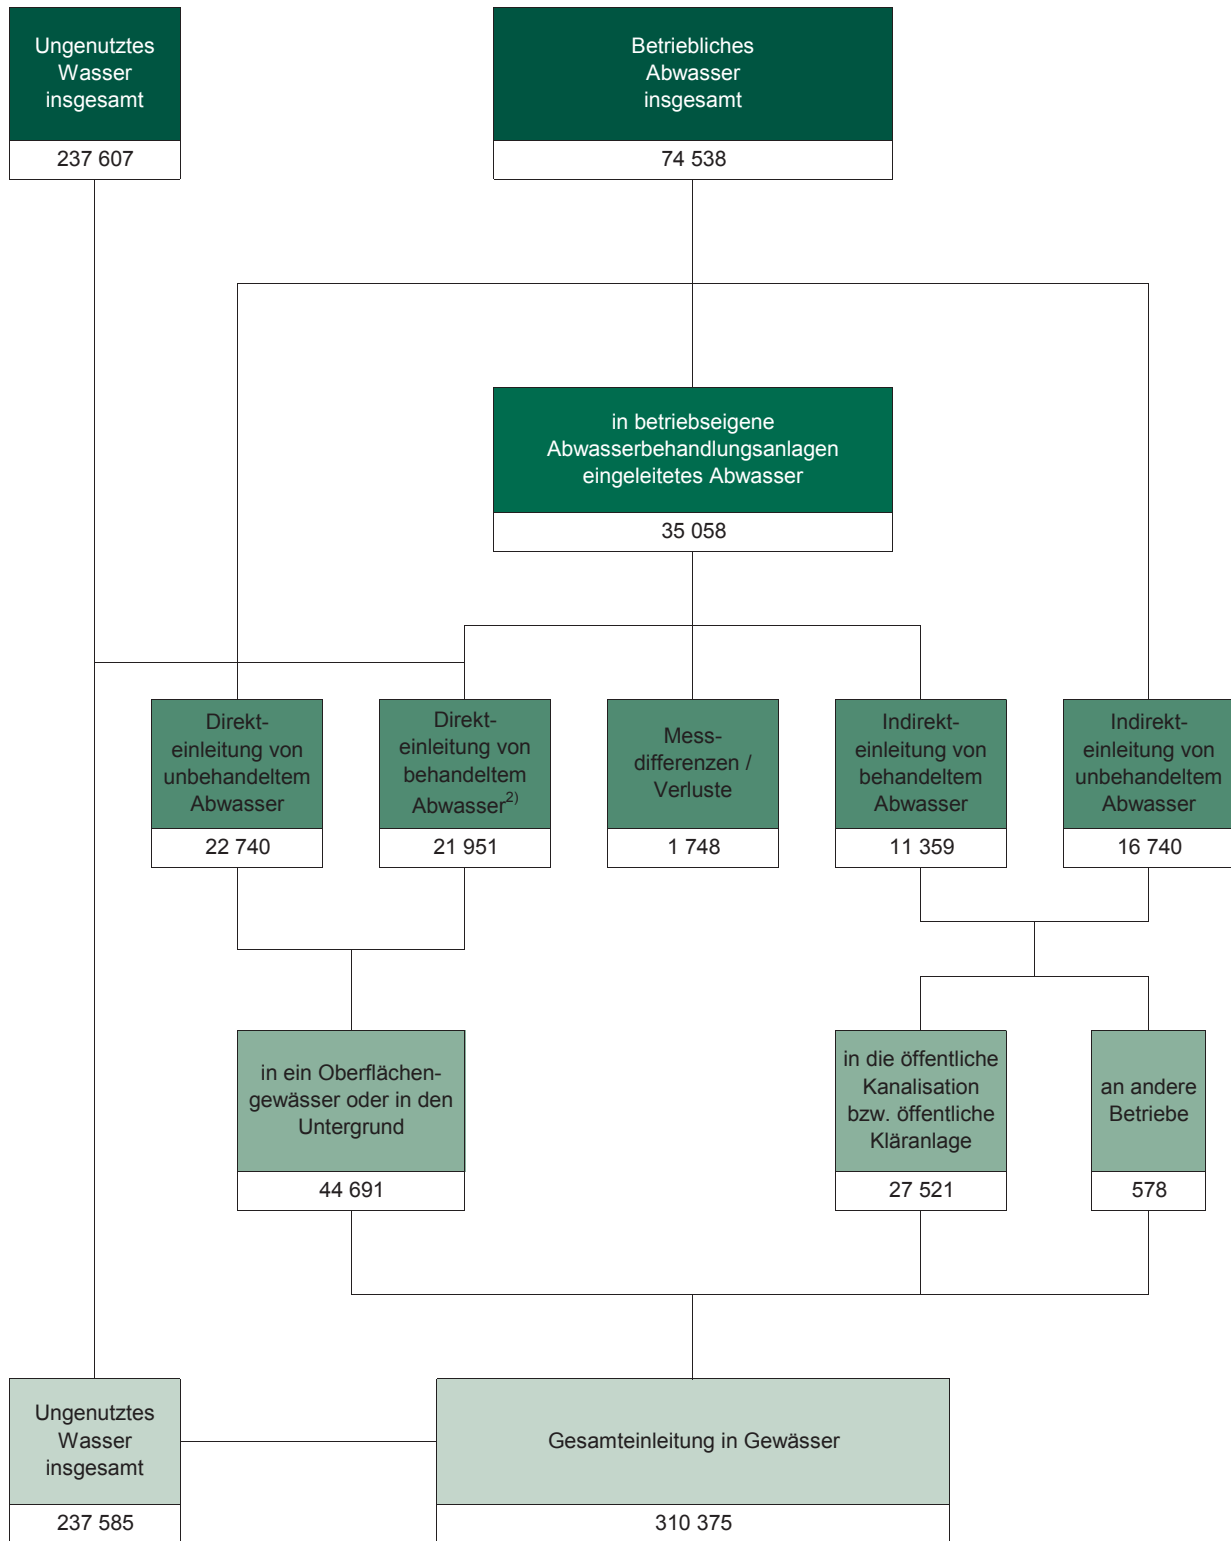 Ungenutztes
Wasser
insgesamt
237 607
Betriebliches
Abwasser
insgesamt
74 538
in betriebseigene
Abwasserbehandlungsanlagen
eingeleitetes Abwasser
35 058
Direkt-
einleitung von
unbehandeltem
Abwasser
22 740
Direkt-
einleitung von
behandeltem
Abwasser2)
21 951
Mess-
differenzen /
Verluste
1 748
Indirekt-
einleitung von
behandeltem
Abwasser
11 359
Indirekt-
einleitung von
unbehandeltem
Abwasser
16 740
in ein Oberflächen-
gewässer oder in den
Untergrund
44 691
in die öffentliche
Kanalisation
bzw. öffentliche
Kläranlage
27 521
an andere
Betriebe
578
Ungenutztes
Wasser
insgesamt
237 585
Gesamteinleitung in Gewässer
310 375